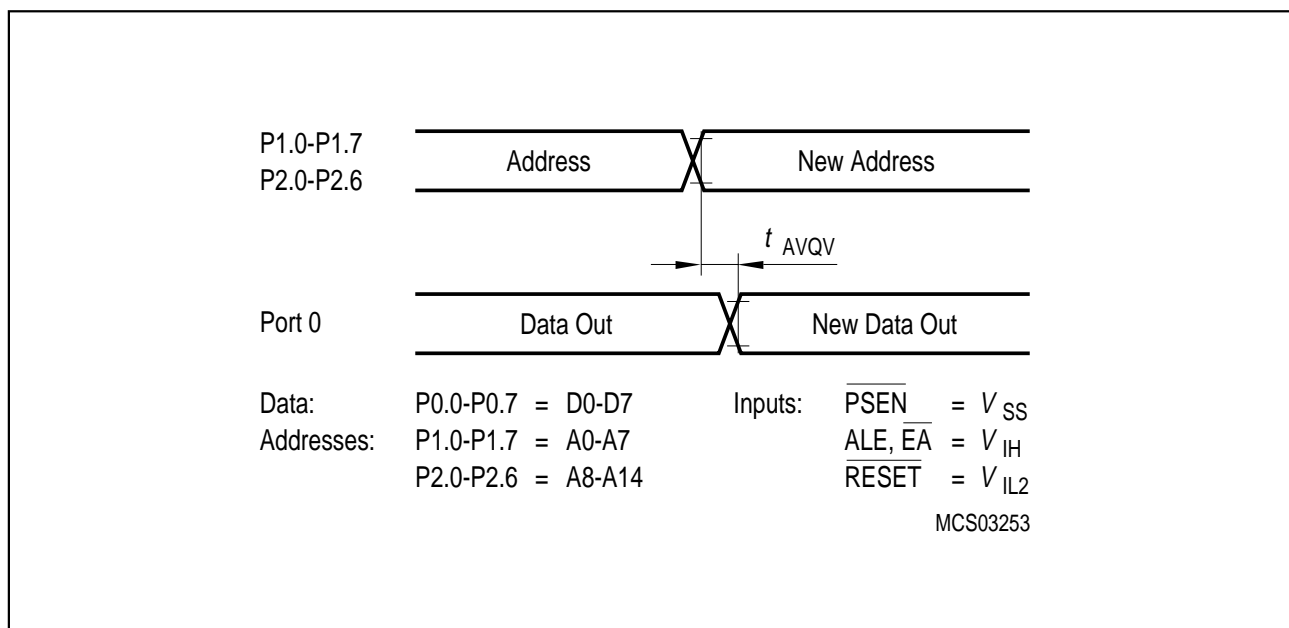 P1.0-P1.7
P2.0-P2.6
Address
New Address
t AVQV
Port 0
Data Out
New Data Out
Data: P0.0-P0.7 = D0-D7 Inputs: PSEN = V SS
Addresses: P1.0-P1.7 = A0-A7 ALE, EA = V IH
P2.0-P2.6 = A8-A14 RESET = V IL2
MCS03253